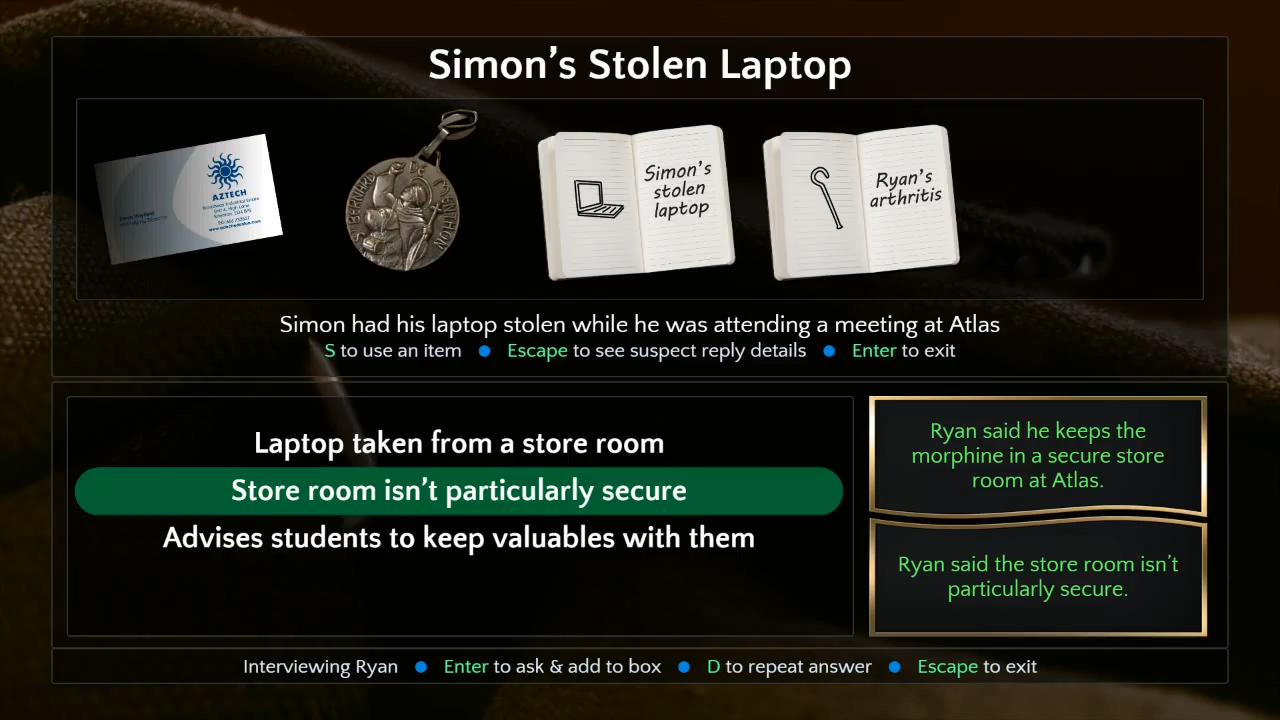 Simon's Stolen Laptop
AZTECH
ST BERNARD DE MENTHON
Simon's
stolen
laptop
Ryan's
arthritis
Simon had his laptop stolen while he was attending a meeting at Atlas
S to use an item Escape to see suspect reply details Enter to exit
Laptop taken from a store room
Store room isn't particularly secure
Advises students to keep valuables with them
Ryan said he keeps the
morphine in a secure store
room at Atlas.
Ryan said the store room isn't
particularly secure.
Interviewing Ryan Enter to ask & add to box D to repeat answer Escape to exit